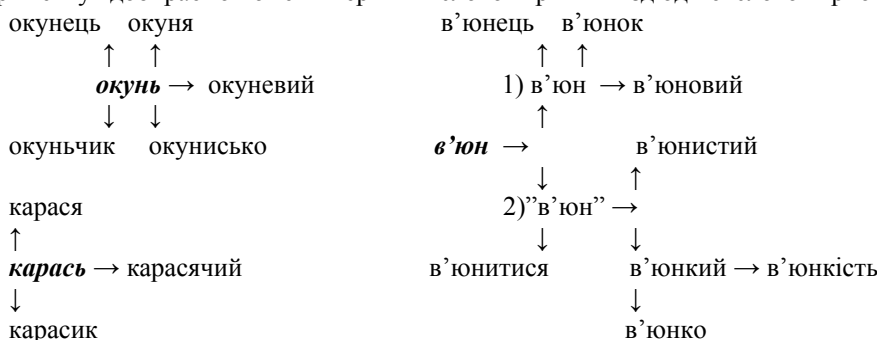 окунець окуня в’юнець в’юнок
↑ ↑ ↑ ↑
окунь → окуневий 1) в’юн → в’юновий
↓ ↓ ↑
окуньчик окунисько в’юн → в’юнистий
↓ ↑
карася 2)”в’юн” →
↑ ↓ ↓
карась → карасячий в’юнитися в’юнкий → в’юнкість
↓ ↓
карасик в’юнко